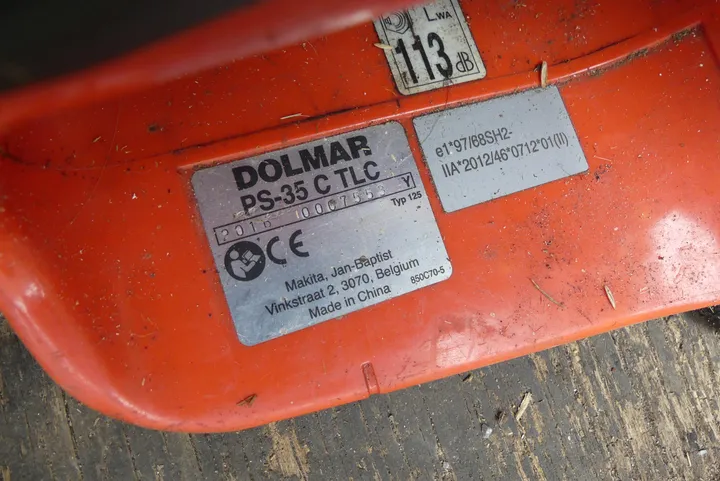 LWA
113 dB
e1*97/68SH2-
IIA*2012/46*0712*01(II)
DOLMAR
PS-35 C TLC
Y
Typ 125
CE
Makita, Jan-Baptist
Vinkstraat 2, 3070, Belgium
Made in China
850C70-5